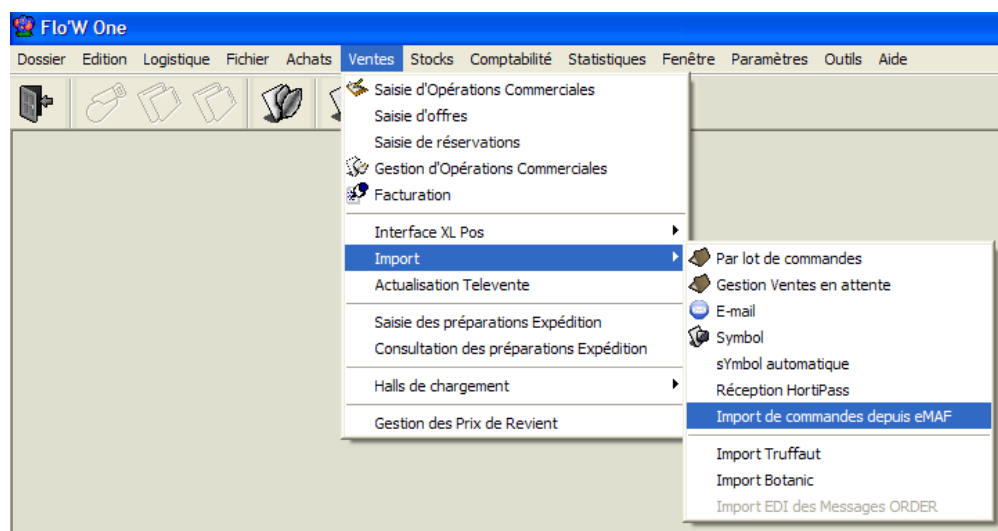 Flo'W One
Dossier Edition Logistique Fichier Achats Ventes Stocks Comptabilité Statistiques Fenêtre Paramètres Outils Aide
Saisie d'Opérations Commerciales
Saisie d'offres
Saisie de réservations
Gestion d'Opérations Commerciales
Facturation
Interface XL Pos
Import
Actualisation Televente
Saisie des préparations Expédition
Consultation des préparations Expédition
Halls de chargement
Gestion des Prix de Revient
Par lot de commandes
Gestion Ventes en attente
E-mail
Symbol
sYmbol automatique
Réception HortiPass
Import de commandes depuis eMAF
Import Truffaut
Import Botanic
Import EDI des Messages ORDER